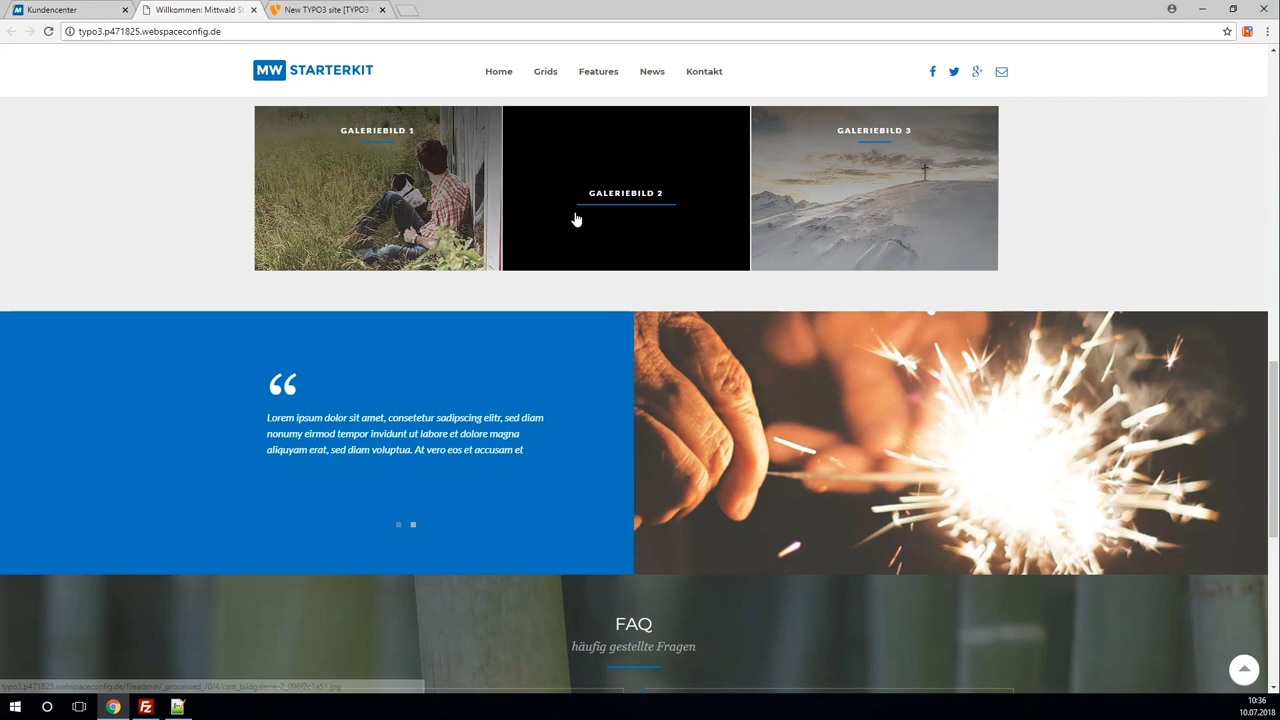 Kundencenter
Willkommen: Mittwald S
New TYPO3 site [TYPO3
typo3.p471825.webspaceconfig.de
MW STARTERKIT
Home Grids Features News Kontakt
GALERIEBILD 1
GALERIEBILD 2
GALERIEBILD 3
“
Lorem ipsum dolor sit amet, consetetur sadipscing elitr, sed diam
nonumy eirmod tempor invidunt ut labore et dolore magna
aliquyam erat, sed diam voluptua. At vero eos et accusam et
FAQ
häufig gestellte Fragen
10:36
10.07.2018